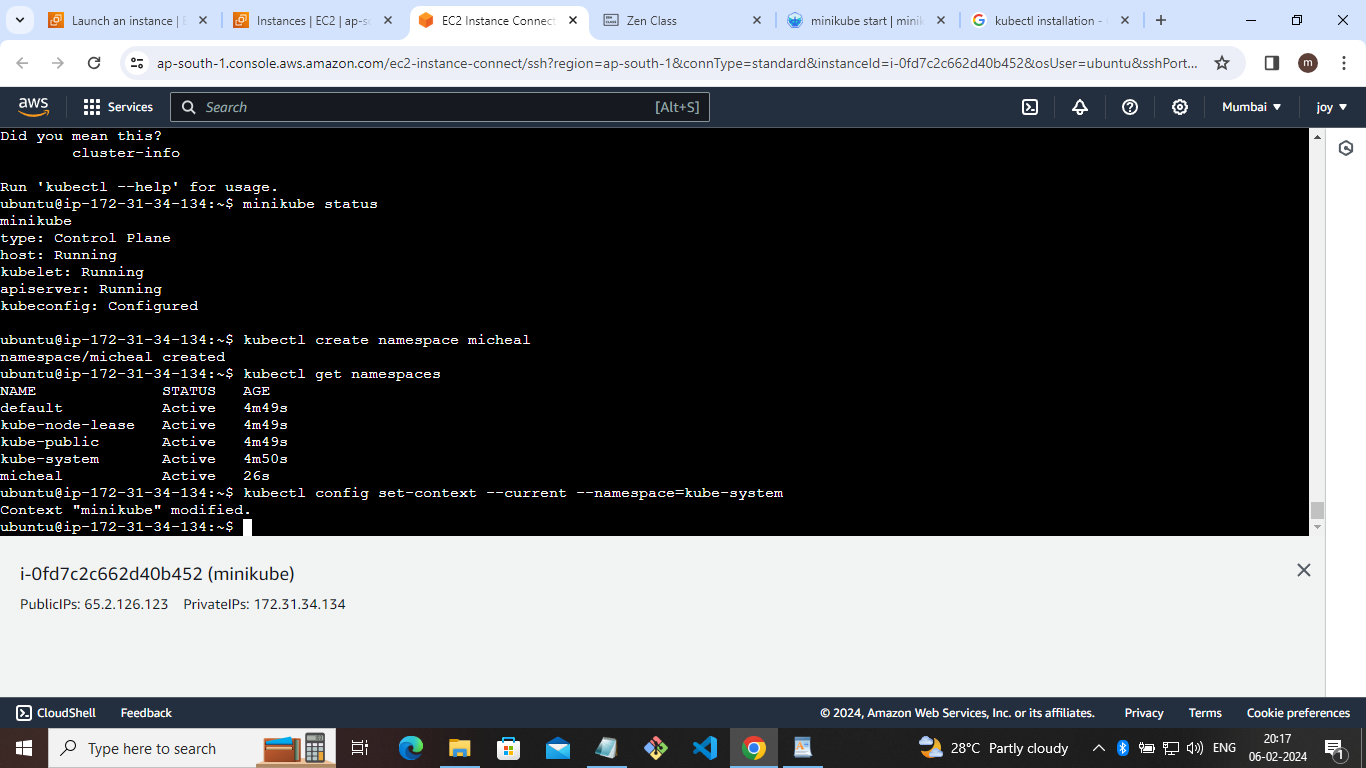 Launch an instance | E
Instances | EC2 | ap-so
EC2 Instance Connect
Zen Class
minikube start | minik
kubectl installation -
ap-south-1.console.aws.amazon.com/ec2-instance-connect/ssh?region=ap-south-1&connType=standard&instanceId=i-0fd7c2c662d40b452&osUser=ubuntu&sshPort...
m
aws
Services
Search
[Alt+S]
Mumbai
joy
Did you mean this?
cluster-info
Run 'kubectl --help' for usage.
ubuntu@ip-172-31-34-134:~$ minikube status
minikube
type: Control Plane
host: Running
kubelet: Running
apiserver: Running
kubeconfig: Configured
ubuntu@ip-172-31-34-134:~$ kubectl create namespace micheal
namespace/micheal created
ubuntu@ip-172-31-34-134:~$ kubectl get namespaces
NAME STATUS AGE
default Active 4m49s
kube-node-lease Active 4m49s
kube-public Active 4m49s
kube-system Active 4m50s
micheal Active 26s
ubuntu@ip-172-31-34-134:~$ kubectl config set-context --current --namespace=kube-system
Context "minikube" modified.
ubuntu@ip-172-31-34-134:~$
i-0fd7c2c662d40b452 (minikube)
PublicIPs: 65.2.126.123 PrivateIPs: 172.31.34.134
CloudShell
Feedback
© 2024, Amazon Web Services, Inc. or its affiliates.
Privacy
Terms
Cookie preferences
Type here to search
28°C Partly cloudy
ENG
20:17
06-02-2024
1